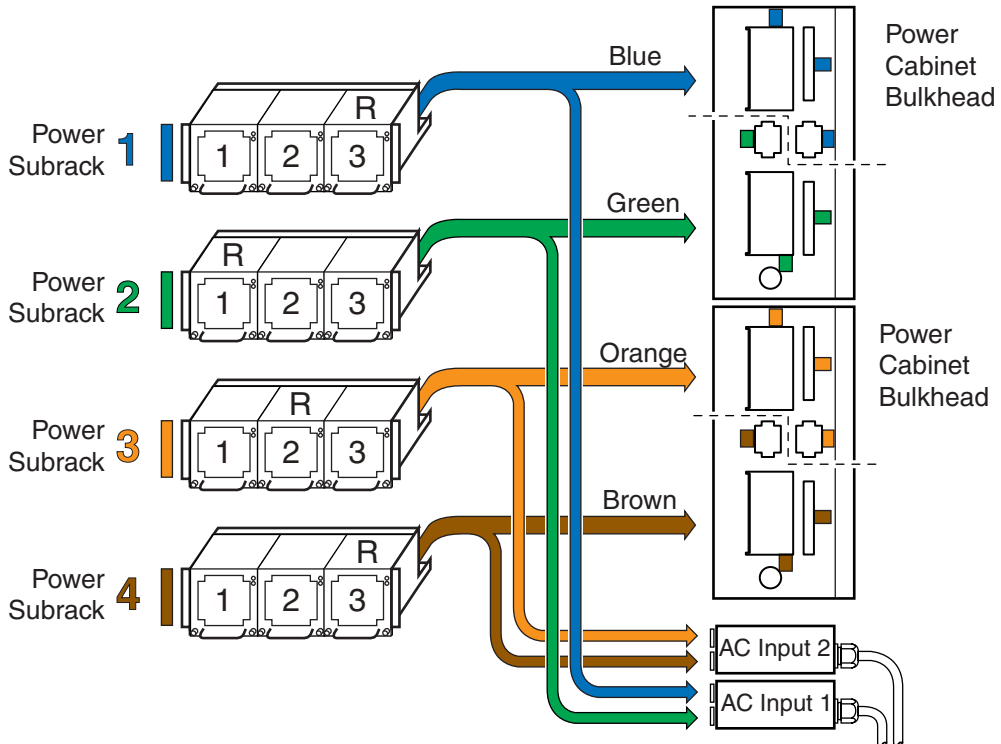 Blue
Power
Cabinet
Bulkhead
R
Power
Subrack
1
1 2 3
Green
R
Power
Subrack
2
1 2 3
Orange
Power
Cabinet
Bulkhead
R
Power
Subrack
3
1 2 3
Brown
R
Power
Subrack
4
1 2 3
AC Input 2
AC Input 1